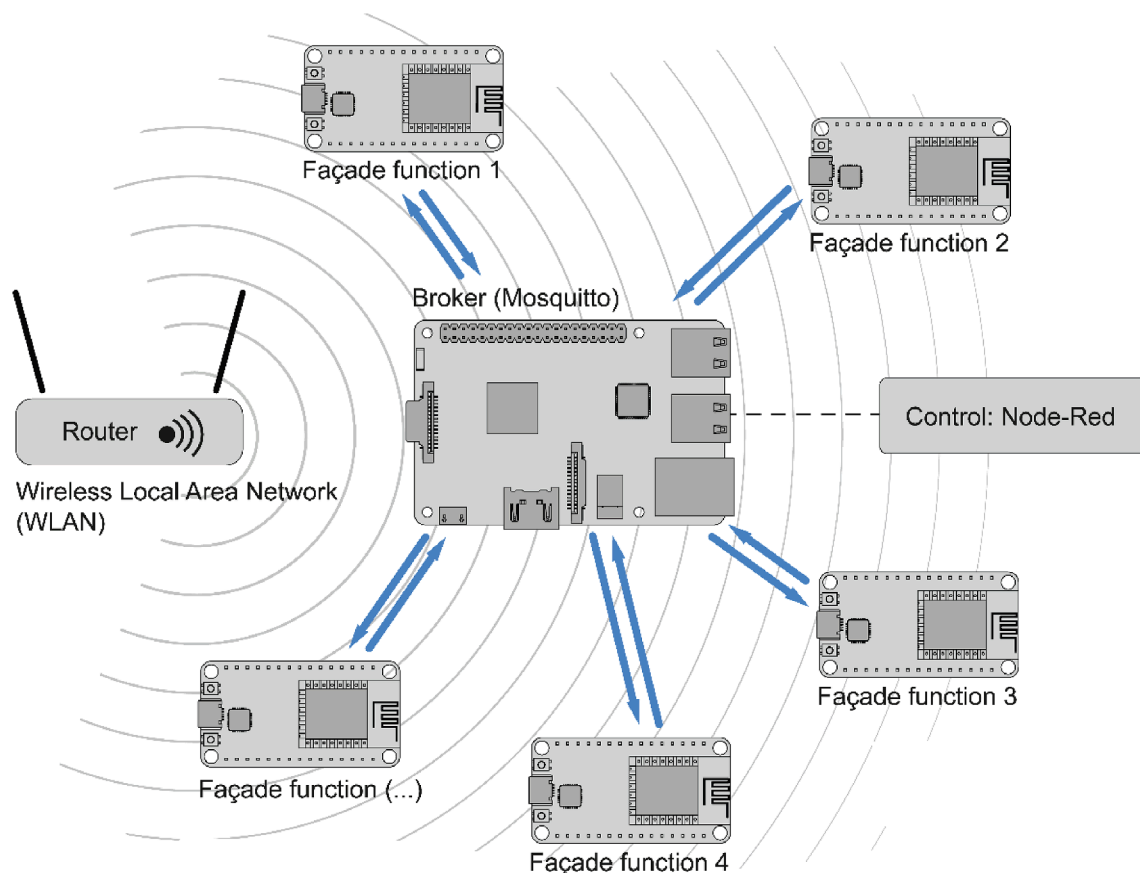 Façade function 1
Façade function 2
Broker (Mosquitto)
Router
Control: Node-Red
Wireless Local Area Network
(WLAN)
Façade function 3
Façade function (...)
Façade function 4